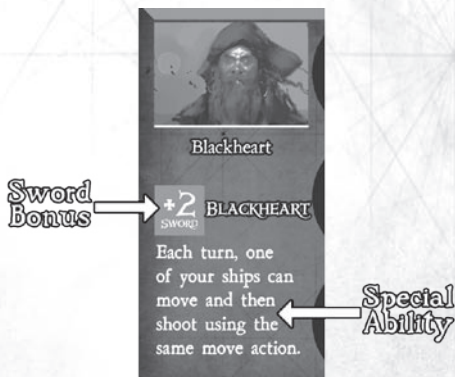 Blackheart
Sword
Bonus
+2
SWORD
BLACKHEART
Each turn, one
of your ships can
move and then
shoot using the
same move action.
Special
Ability